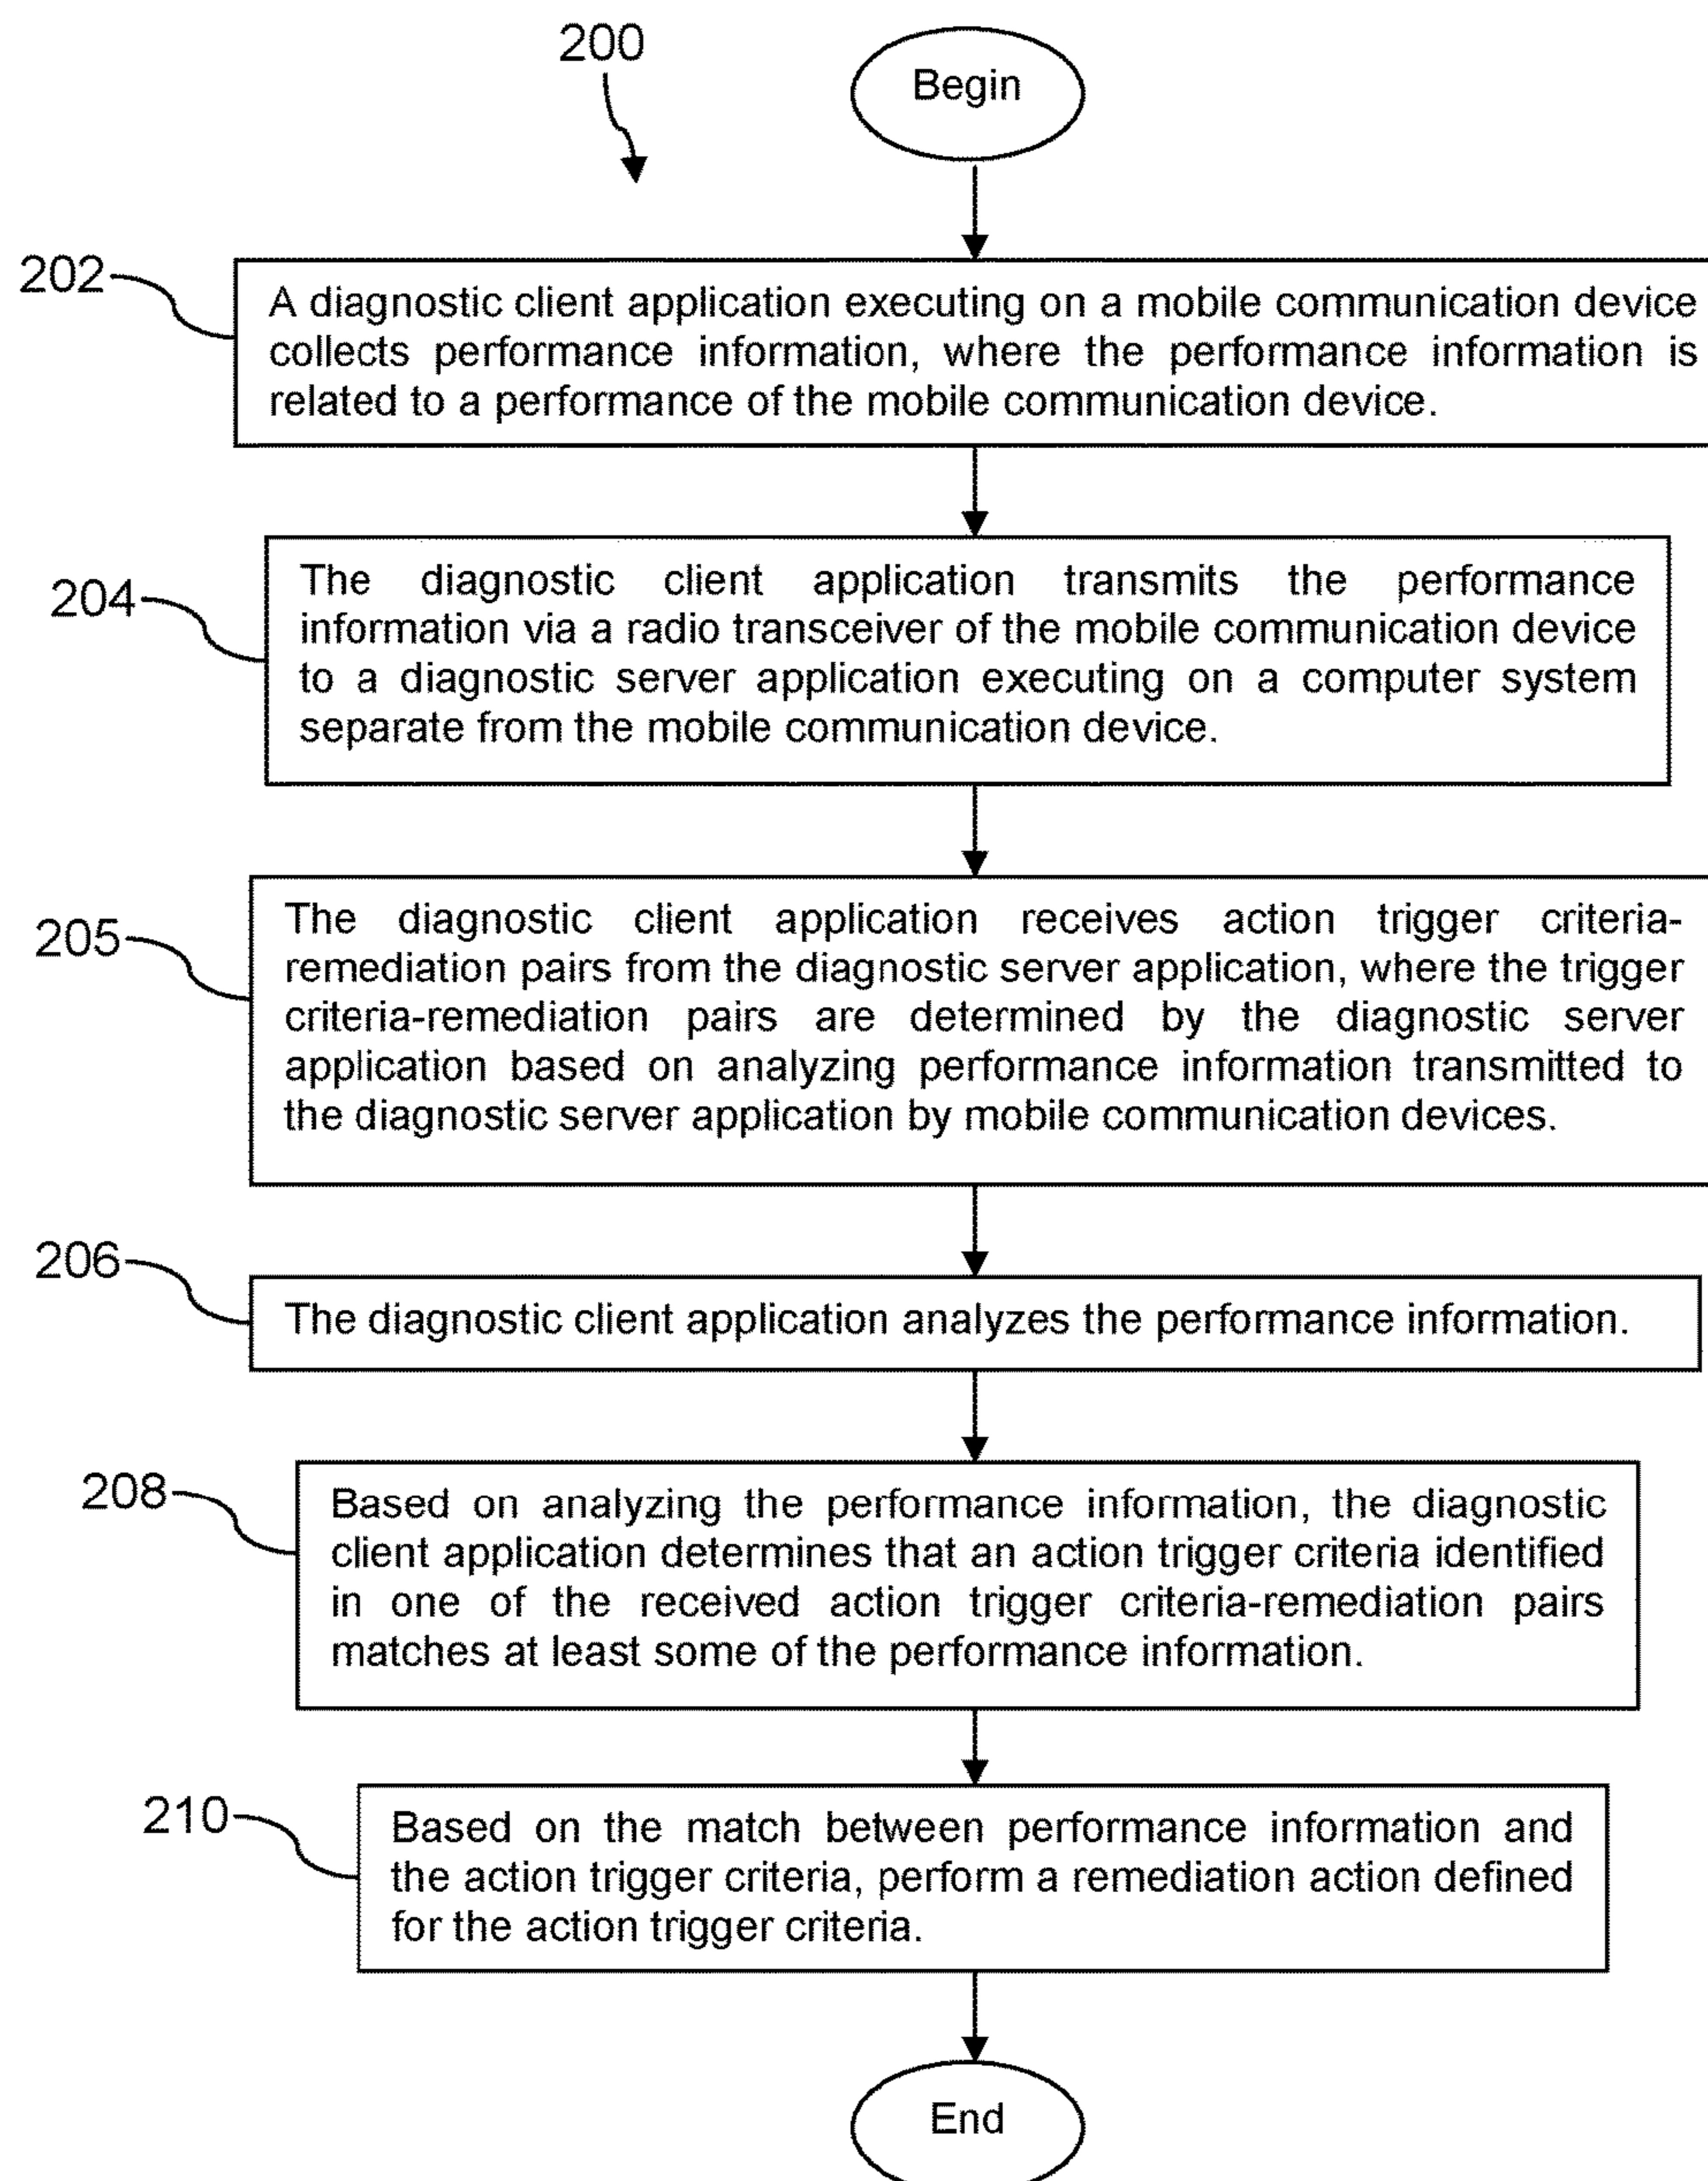 200
Begin
202
A diagnostic client application executing on a mobile communication device
collects performance information, where the performance information is
related to a performance of the mobile communication device.
204
The diagnostic client application transmits the performance
information via a radio transceiver of the mobile communication device
to a diagnostic server application executing on a computer system
separate from the mobile communication device.
205
The diagnostic client application receives action trigger criteria-
remediation pairs from the diagnostic server application, where the trigger
criteria-remediation pairs are determined by the diagnostic server
application based on analyzing performance information transmitted to
the diagnostic server application by mobile communication devices.
206
The diagnostic client application analyzes the performance information.
208
Based on analyzing the performance information, the diagnostic
client application determines that an action trigger criteria identified
in one of the received action trigger criteria-remediation pairs
matches at least some of the performance information.
210
Based on the match between performance information and
the action trigger criteria, perform a remediation action defined
for the action trigger criteria.
End